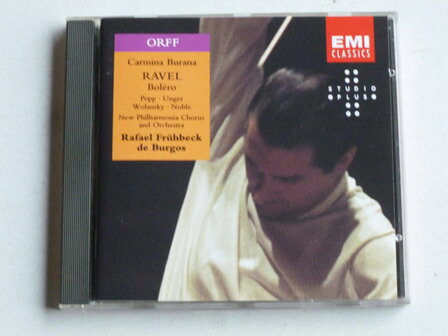 ORFF
Carmina Burana
RAVEL
Boléro
Popp · Unger
Wolansky · Noble
New Philharmonia Chorus
and Orchestra
Rafael Frühbeck
de Burgos
EMI
CLASSICS
STUDIO
PLUS